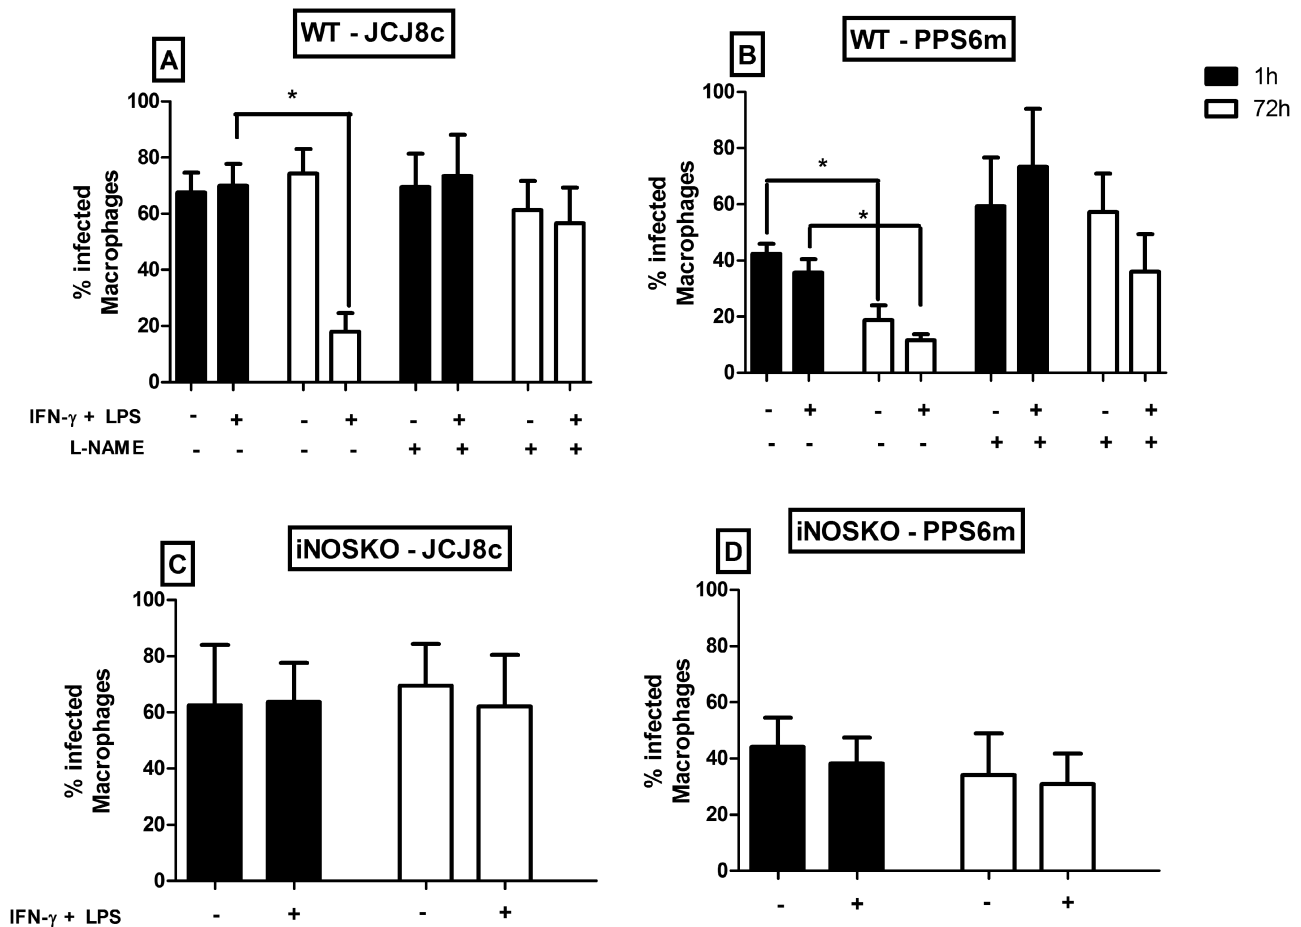 WT - JCJ8c
WT - PPS6m
A
B
1h
72h
*
*
*
% infected
Macrophages
100
80
60
40
20
0
% infected
Macrophages
100
80
60
40
20
0
IFN-γ + LPS - + - + - + - +
L-NAME - - - - + + + +
- + - + - + - +
- - - - + + + +
iNOSKO - JCJ8c
iNOSKO - PPS6m
C
D
% infected
Macrophages
100
80
60
40
20
0
% infected
Macrophages
100
80
60
40
20
0
IFN-γ + LPS - + - +
- + - +